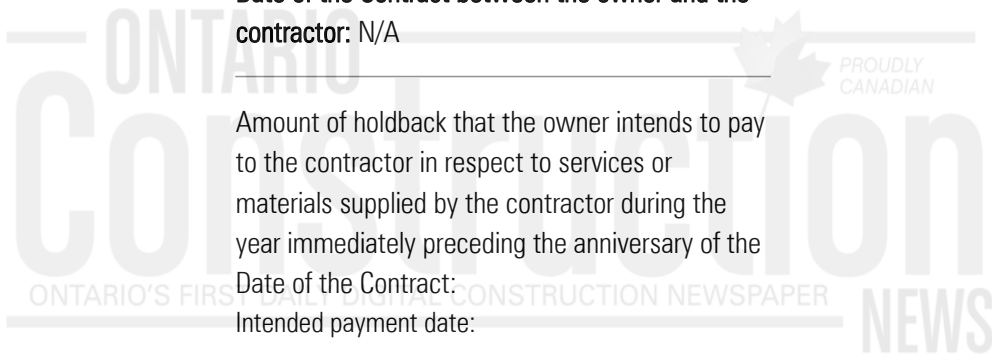 Date of the Contract between the owner and the
contractor: N/A
Amount of holdback that the owner intends to pay
to the contractor in respect to services or
materials supplied by the contractor during the
year immediately preceding the anniversary of the
Date of the Contract:
Intended payment date:
ONTARIO
Construction
NEWS
PROUDLY
CANADIAN
ONTARIO'S FIRST DAILY DIGITAL CONSTRUCTION NEWSPAPER